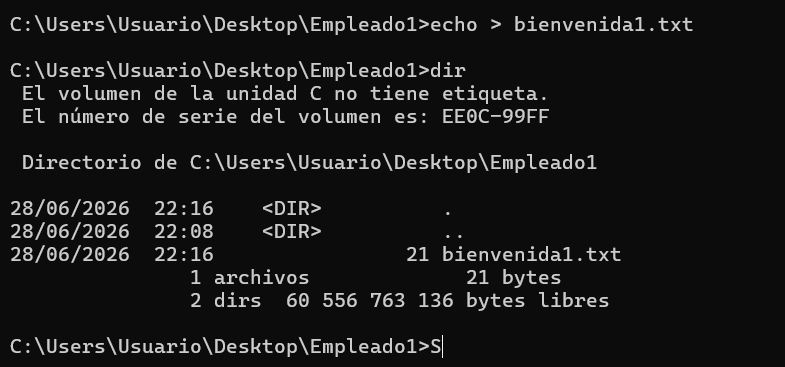 C:\Users\Usuario\Desktop\Empleado1>echo > bienvenida1.txt
C:\Users\Usuario\Desktop\Empleado1>dir
El volumen de la unidad C no tiene etiqueta.
El número de serie del volumen es: EE0C-99FF
Directorio de C:\Users\Usuario\Desktop\Empleado1
28/06/2026  22:16    <DIR>          .
28/06/2026  22:08    <DIR>          ..
28/06/2026  22:16                21 bienvenida1.txt
1 archivos             21 bytes
2 dirs  60 556 763 136 bytes libres
C:\Users\Usuario\Desktop\Empleado1>S